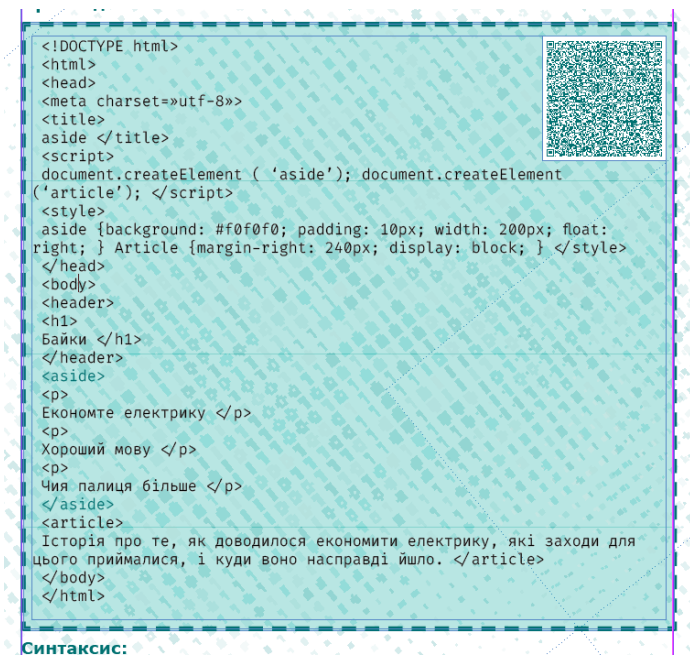 <!DOCTYPE html>
<html>
<head>
<meta charset=»utf-8»>
<title>
aside </title>
<script>
document.createElement ( ‘aside’); document.createElement
(‘article’); </script>
<style>
aside {background: #f0f0f0; padding: 10px; width: 200px; float:
right; } Article {margin-right: 240px; display: block; } </style>
</head>
<body>
<header>
<h1>
Байки </h1>
</header>
<aside>
<p>
Економте електрику </p>
<p>
Хороший мову </p>
<p>
Чия палиця більше </p>
</aside>
<article>
Історія про те, як доводилося економити електрику, які заходи для
цього приймалися, і куди воно насправді йшло. </article>
</body>
</html>
Синтаксис: